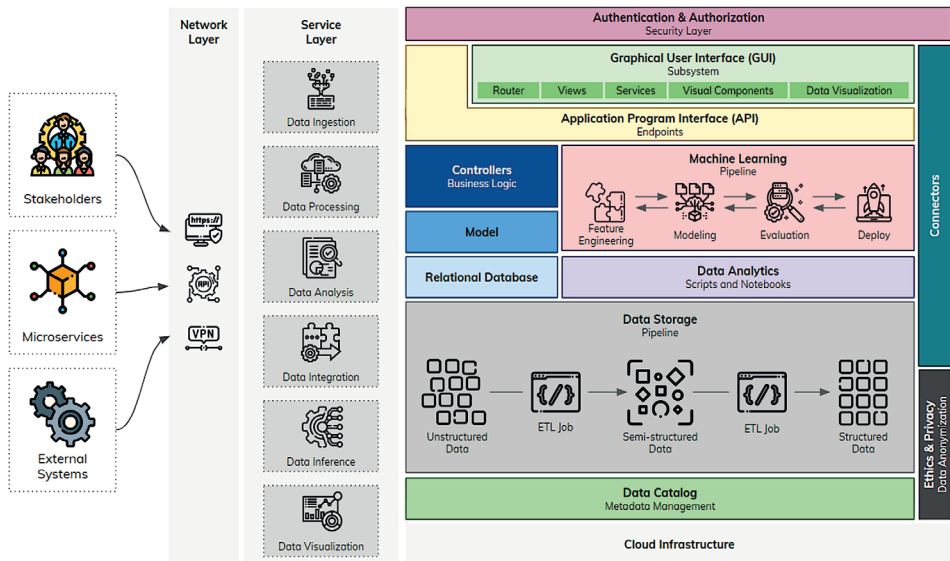 Stakeholders
Microservices
External
Systems
Network
Layer
https://
API
VPN
Service
Layer
Data Ingestion
Data Processing
Data Analysis
Data Integration
Data Inference
Data Visualization
Authentication & Authorization
Security Layer
Graphical User Interface (GUI)
Subsystem
Router
Views
Services
Visual Components
Data Visualization
Application Program Interface (API)
Endpoints
Controllers
Business Logic
Model
Relational Database
Machine Learning
Pipeline
Feature
Engineering
Modeling
Evaluation
Deploy
Data Analytics
Scripts and Notebooks
Data Storage
Pipeline
Unstructured
Data
ETL Job
Semi-structured
Data
ETL Job
Structured
Data
Data Catalog
Metadata Management
Connectors
Ethics & Privacy
Data Anonymization
Cloud Infrastructure